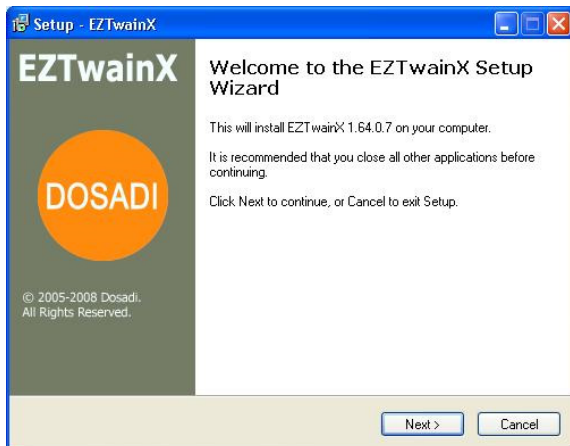 Setup - EZTwainX
EZTwainX
DOSADI
© 2005-2008 Dosadi.
All Rights Reserved.
Welcome to the EZTwainX Setup
Wizard
This will install EZTwainX 1.64.0.7 on your computer.
It is recommended that you close all other applications before
continuing.
Click Next to continue, or Cancel to exit Setup.
Next >
Cancel